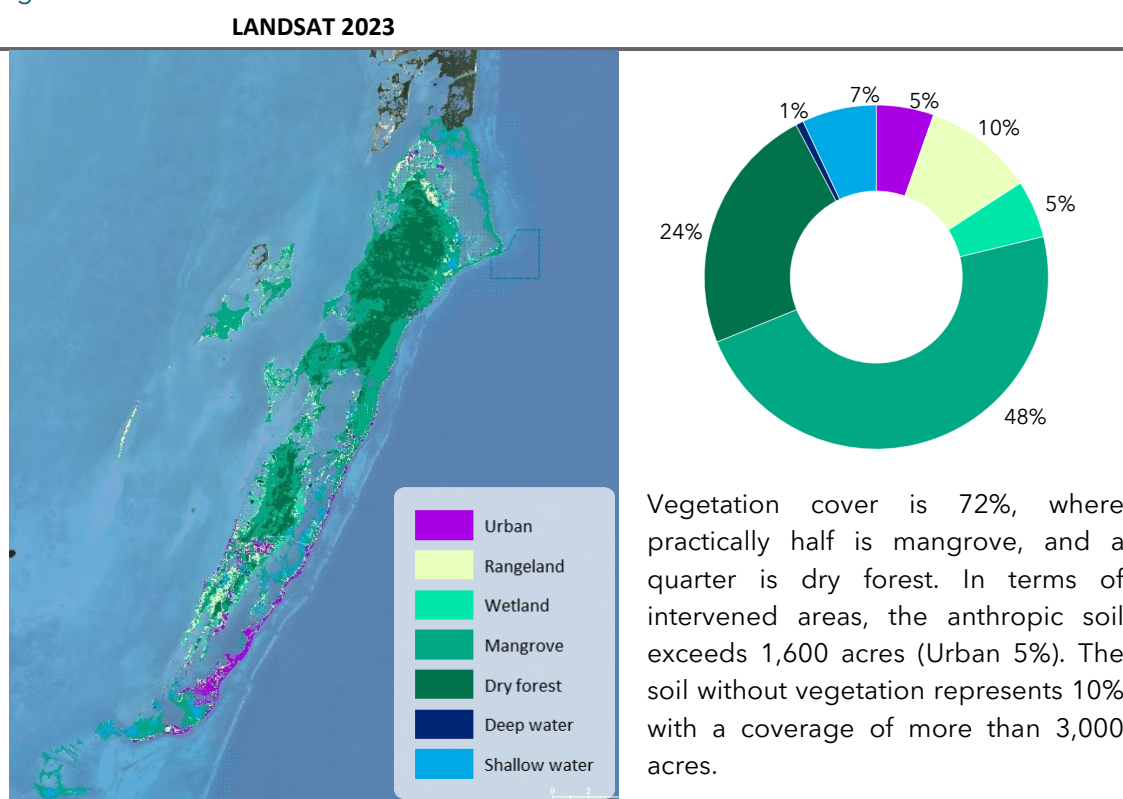 LANDSAT 2023
7%
5%
1%
10%
5%
24%
48%
Urban
Rangeland
Wetland
Mangrove
Dry forest
Deep water
Shallow water
0 2
Vegetation cover is 72%, where
practically half is mangrove, and a
quarter is dry forest. In terms of
intervened areas, the anthropic soil
exceeds 1,600 acres (Urban 5%). The
soil without vegetation represents 10%
with a coverage of more than 3,000
acres.